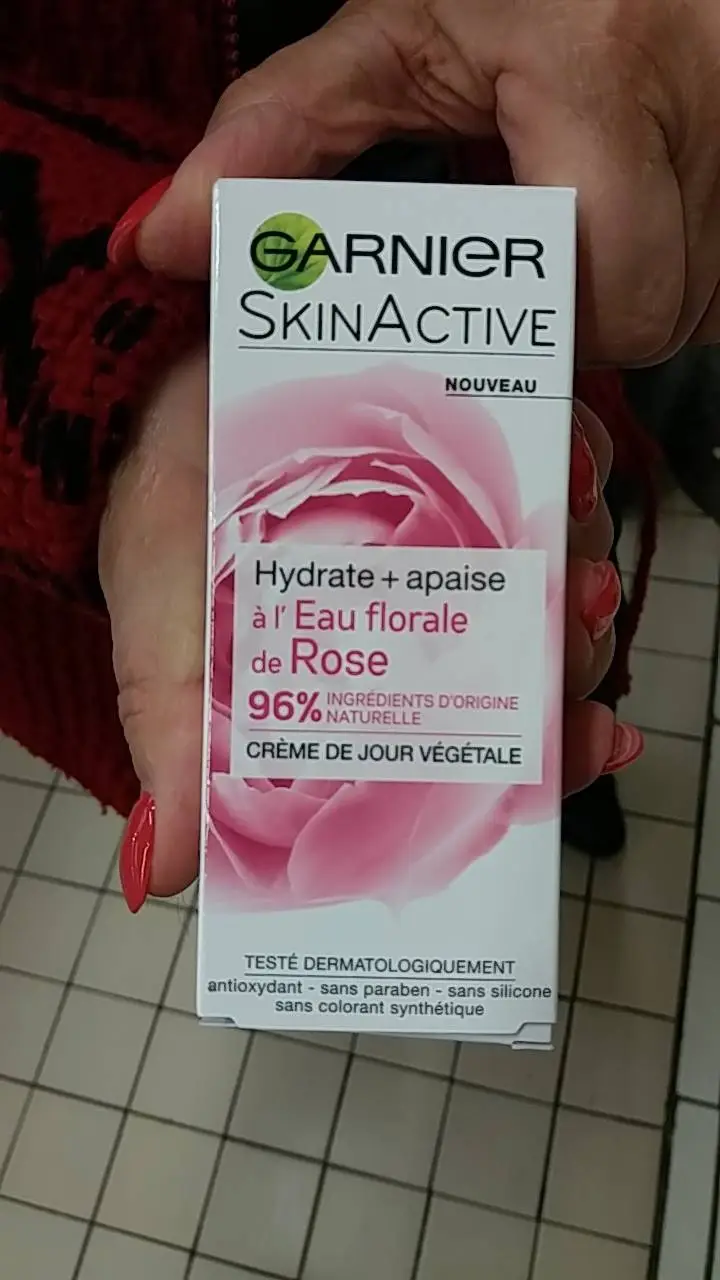 GARNIER
SKINACTIVE
NOUVEAU
Hydrate + apaise
à l' Eau florale
de Rose
96% INGRÉDIENTS D'ORIGINE
NATURELLE
CRÈME DE JOUR VÉGÉTALE
TESTÉ DERMATOLOGIQUEMENT
antioxydant - sans paraben - sans silicone
sans colorant synthétique